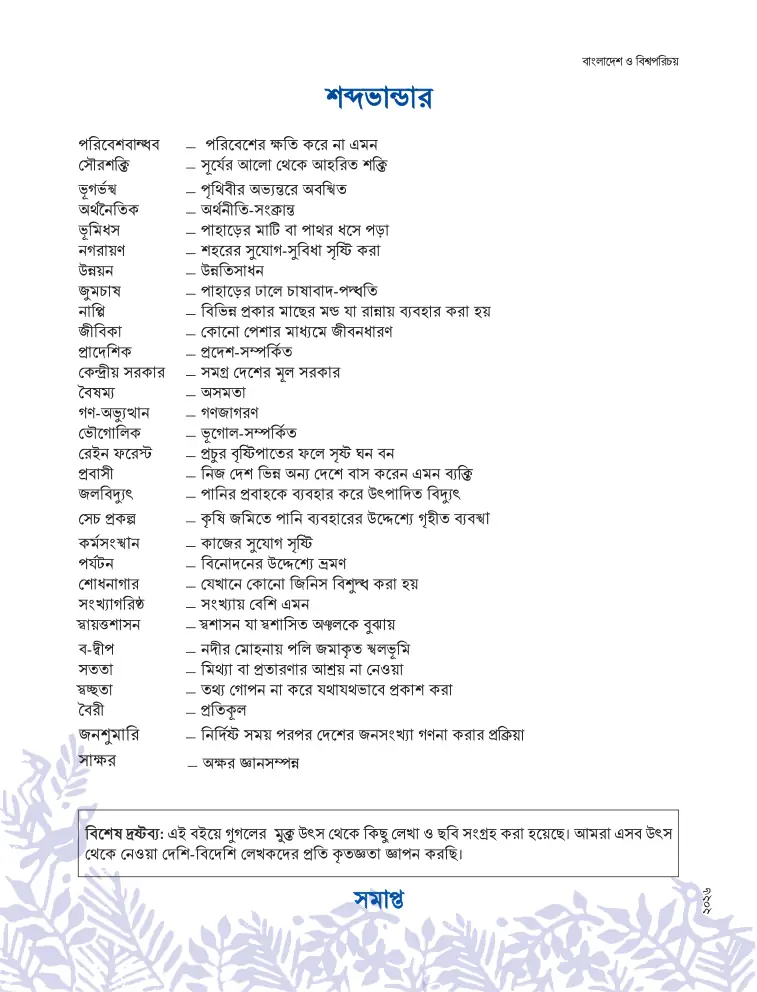 বাংলাদেশ ও বিশ্বপরিচয়
শব্দভান্ডার
পরিবেশবান্ধব – পরিবেশের ক্ষতি করে না এমন
সৌরশক্তি – সূর্যের আলো থেকে আহরিত শক্তি
ভূগর্ভস্থ – পৃথিবীর অভ্যন্তরে অবস্থিত
অর্থনৈতিক – অর্থনীতি-সংক্রান্ত
ভূমিধস – পাহাড়ের মাটি বা পাথর ধসে পড়া
নগরায়ণ – শহরের সুযোগ-সুবিধা সৃষ্টি করা
উন্নয়ন – উন্নতিসাধন
জুমচাষ – পাহাড়ের ঢালে চাষাবাদ-পদ্ধতি
নাপ্পি – বিভিন্ন প্রকার মাছের মন্ড যা রান্নায় ব্যবহার করা হয়
জীবিকা – কোনো পেশার মাধ্যমে জীবনধারণ
প্রাদেশিক – প্রদেশ-সম্পর্কিত
কেন্দ্রীয় সরকার – সমগ্র দেশের মূল সরকার
বৈষম্য – অসমতা
গণ-অভ্যুত্থান – গণজাগরণ
ভৌগোলিক – ভূগোল-সম্পর্কিত
রেইন ফরেস্ট – প্রচুর বৃষ্টিপাতের ফলে সৃষ্ট ঘন বন
প্রবাসী – নিজ দেশ ভিন্ন অন্য দেশে বাস করেন এমন ব্যক্তি
জলবিদ্যুৎ – পানির প্রবাহকে ব্যবহার করে উৎপাদিত বিদ্যুৎ
সেচ প্রকল্প – কৃষি জমিতে পানি ব্যবহারের উদ্দেশ্যে গৃহীত ব্যবস্থা
কর্মসংস্থান – কাজের সুযোগ সৃষ্টি
পর্যটন – বিনোদনের উদ্দেশ্যে ভ্রমণ
শোধনাগার – যেখানে কোনো জিনিস বিশুদ্ধ করা হয়
সংখ্যাগরিষ্ঠ – সংখ্যায় বেশি এমন
স্বায়ত্তশাসন – স্বশাসন যা স্বশাসিত অঞ্চলকে বুঝায়
ব-দ্বীপ – নদীর মোহনায় পলি জমাকৃত স্থলভূমি
সততা – মিথ্যা বা প্রতারণার আশ্রয় না নেওয়া
স্বচ্ছতা – তথ্য গোপন না করে যথাযথভাবে প্রকাশ করা
বৈরী – প্রতিকূল
জনশুমারি – নির্দিষ্ট সময় পরপর দেশের জনসংখ্যা গণনা করার প্রক্রিয়া
সাক্ষর – অক্ষর জ্ঞানসম্পন্ন
বিশেষ দ্রষ্টব্য: এই বইয়ে গুগলের মুক্ত উৎস থেকে কিছু লেখা ও ছবি সংগ্রহ করা হয়েছে। আমরা এসব উৎস
থেকে নেওয়া দেশি-বিদেশি লেখকদের প্রতি কৃতজ্ঞতা জ্ঞাপন করছি।
সমাপ্ত
২০২৬